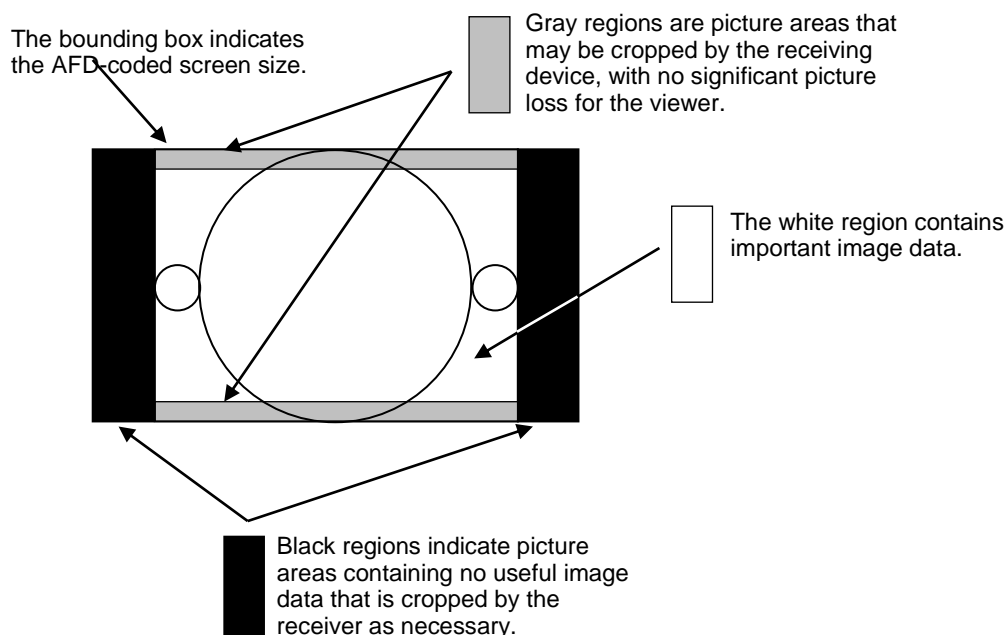 The bounding box indicates
the AFD-coded screen size.
Gray regions are picture areas that
may be cropped by the receiving
device, with no significant picture
loss for the viewer.
The white region contains
important image data.
Black regions indicate picture
areas containing no useful image
data that is cropped by the
receiver as necessary.